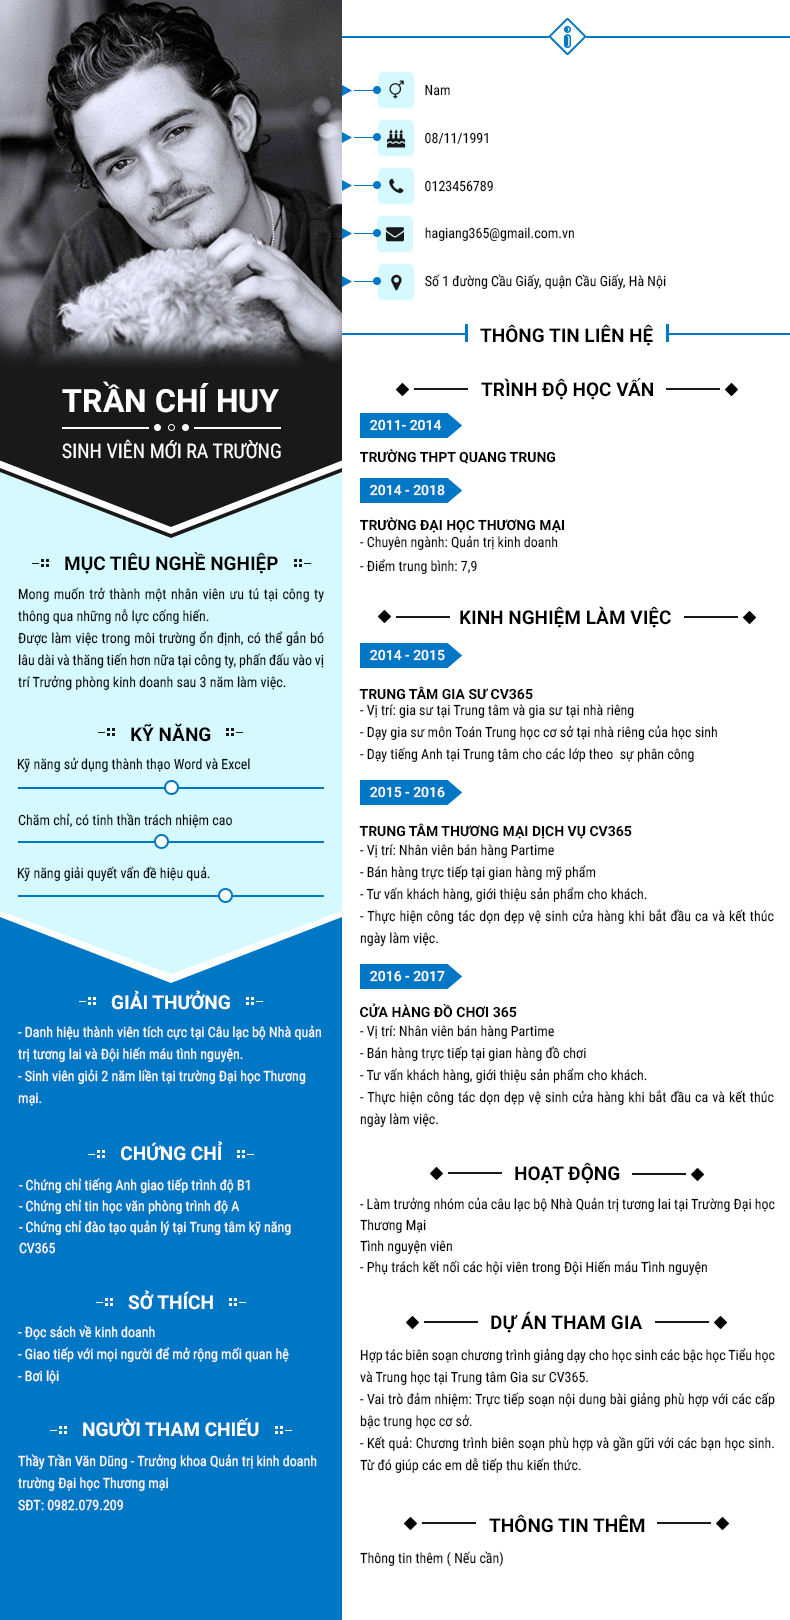 TRẦN CHÍ HUY
SINH VIÊN MỚI RA TRƯỜNG
MỤC TIÊU NGHỀ NGHIỆP
Mong muốn trở thành một nhân viên ưu tú tại công ty
thông qua những nỗ lực cống hiến.
Được làm việc trong môi trường ổn định, có thể gắn bó
lâu dài và thăng tiến hơn nữa tại công ty, phấn đấu vào vị
trí Trưởng phòng kinh doanh sau 3 năm làm việc.
KỸ NĂNG
Kỹ năng sử dụng thành thạo Word và Excel
Chăm chỉ, có tinh thần trách nhiệm cao
Kỹ năng giải quyết vấn đề hiệu quả.
GIẢI THƯỞNG
- Danh hiệu thành viên tích cực tại Câu lạc bộ Nhà quản
trị tương lai và Đội hiến máu tình nguyện.
- Sinh viên giỏi 2 năm liền tại trường Đại học Thương
mại.
CHỨNG CHỈ
- Chứng chỉ tiếng Anh giao tiếp trình độ B1
- Chứng chỉ tin học văn phòng trình độ A
- Chứng chỉ đào tạo quản lý tại Trung tâm kỹ năng
CV365
SỞ THÍCH
- Đọc sách về kinh doanh
- Giao tiếp với mọi người để mở rộng mối quan hệ
- Bơi lội
NGƯỜI THAM CHIẾU
Thầy Trần Văn Dũng - Trưởng khoa Quản trị kinh doanh
trường Đại học Thương mại
SĐT: 0982.079.209
Nam
08/11/1991
0123456789
hagiang365@gmail.com.vn
Số 1 đường Cầu Giấy, quận Cầu Giấy, Hà Nội
THÔNG TIN LIÊN HỆ
TRÌNH ĐỘ HỌC VẤN
2011- 2014
TRƯỜNG THPT QUANG TRUNG
2014 - 2018
TRƯỜNG ĐẠI HỌC THƯƠNG MẠI
- Chuyên ngành: Quản trị kinh doanh
- Điểm trung bình: 7,9
KINH NGHIỆM LÀM VIỆC
2014 - 2015
TRUNG TÂM GIA SƯ CV365
- Vị trí: gia sư tại Trung tâm và gia sư tại nhà riêng
- Dạy gia sư môn Toán Trung học cơ sở tại nhà riêng của học sinh
- Dạy tiếng Anh tại Trung tâm cho các lớp theo  sự phân công
2015 - 2016
TRUNG TÂM THƯƠNG MẠI DỊCH VỤ CV365
- Vị trí: Nhân viên bán hàng Partime
- Bán hàng trực tiếp tại gian hàng mỹ phẩm
- Tư vấn khách hàng, giới thiệu sản phẩm cho khách.
- Thực hiện công tác dọn dẹp vệ sinh cửa hàng khi bắt đầu ca và kết thúc
ngày làm việc.
2016 - 2017
CỬA HÀNG ĐỒ CHƠI 365
- Vị trí: Nhân viên bán hàng Partime
- Bán hàng trực tiếp tại gian hàng đồ chơi
- Tư vấn khách hàng, giới thiệu sản phẩm cho khách.
- Thực hiện công tác dọn dẹp vệ sinh cửa hàng khi bắt đầu ca và kết thúc
ngày làm việc.
HOẠT ĐỘNG
- Làm trưởng nhóm của câu lạc bộ Nhà Quản trị tương lai tại Trường Đại học
Thương Mại
Tình nguyện viên
- Phụ trách kết nối các hội viên trong Đội Hiến máu Tình nguyện
DỰ ÁN THAM GIA
Hợp tác biên soạn chương trình giảng dạy cho học sinh các bậc học Tiểu học
và Trung học tại Trung tâm Gia sư CV365.
- Vai trò đảm nhiệm: Trực tiếp soạn nội dung bài giảng phù hợp với các cấp
bậc trung học cơ sở.
- Kết quả: Chương trình biên soạn phù hợp và gần gũi với các bạn học sinh.
Từ đó giúp các em dễ tiếp thu kiến thức.
THÔNG TIN THÊM
Thông tin thêm ( Nếu cần)